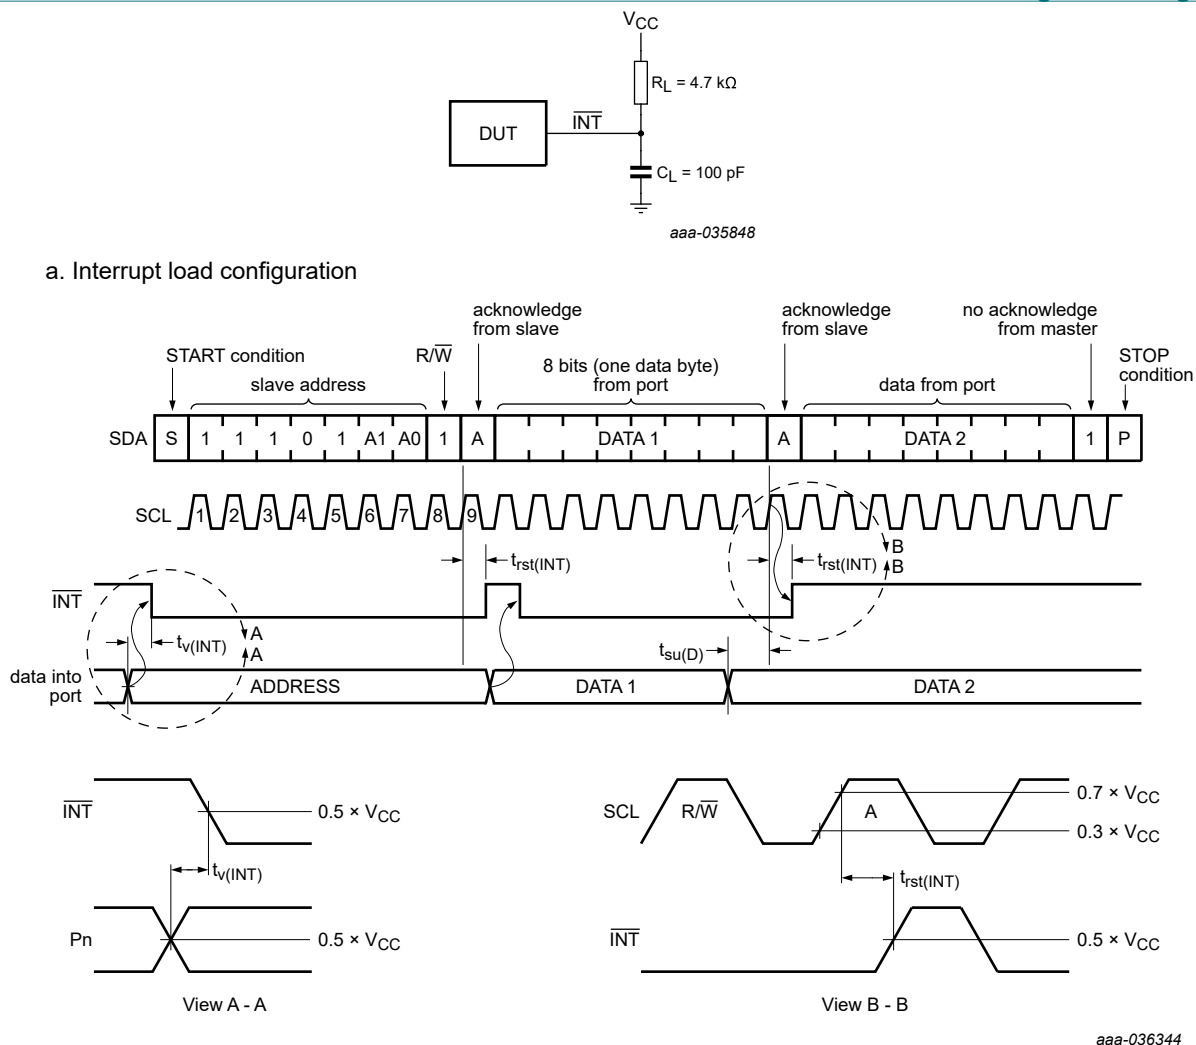 VCC
RL = 4.7 kΩ
DUT
INT
CL = 100 pF
aaa-035848
a. Interrupt load configuration
acknowledge
from slave
acknowledge
from slave
no acknowledge
from master
START condition
R/W
8 bits (one data byte)
from port
STOP
condition
slave address
data from port
SDA S 1 1 1 0 1 A1 A0 1 A DATA 1 A DATA 2 1 P
SCL 1 2 3 4 5 6 7 8 9
B
B
trst(INT)
trst(INT)
INT
A
A
tv(INT)
tsu(D)
data into
port
ADDRESS
DATA 1
DATA 2
INT
0.5 × VCC
tv(INT)
Pn
0.5 × VCC
View A - A
SCL
R/W
A
0.7 × VCC
0.3 × VCC
trst(INT)
INT
0.5 × VCC
View B - B
aaa-036344